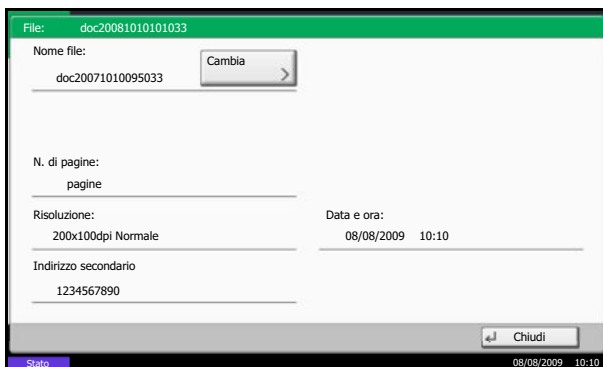 File: doc20081010101033
Nome file:
doc20071010095033
Cambia
N. di pagine:
pagine
Risoluzione:
200x100dpi Normale
Data e ora:
08/08/2009 10:10
Indirizzo secondario
1234567890
Chiudi
Stato 08/08/2009 10:10